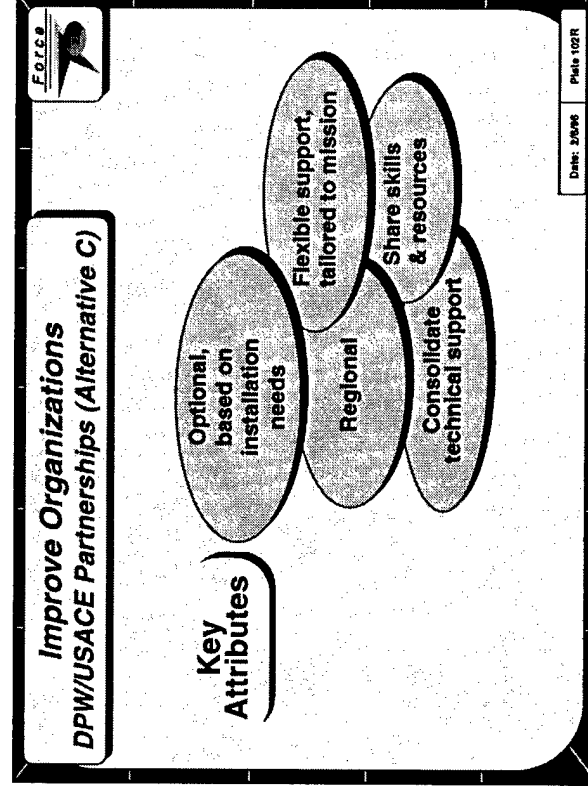 Force
Improve Organizations
DPW/USACE Partnerships (Alternative C)
Key
Attributes
Optional,
based on
installation
needs
Flexible support,
tailored to mission
Regional
Share skills
& resources
Consolidate
technical support
Date: 2/8/96
Plate 102R